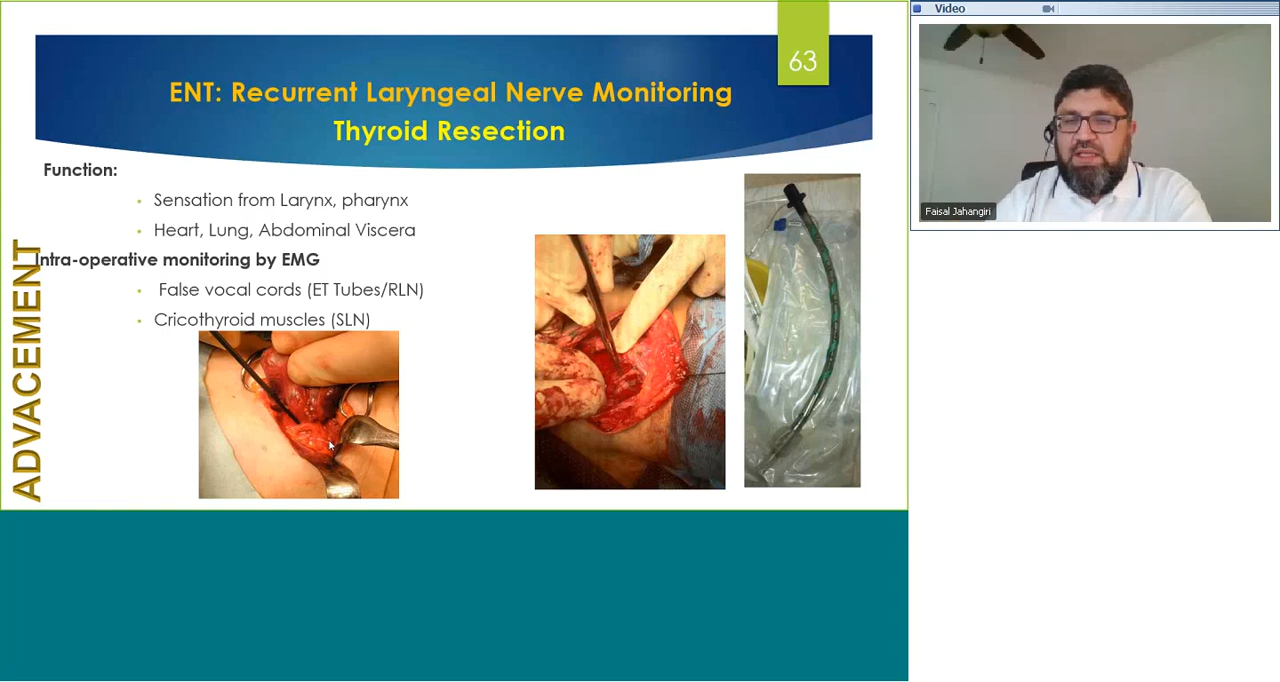 63
ENT: Recurrent Laryngeal Nerve Monitoring
Thyroid Resection
Function:
• Sensation from Larynx, pharynx
• Heart, Lung, Abdominal Viscera
Intra-operative monitoring by EMG
• False vocal cords (ET Tubes/RLN)
• Cricothyroid muscles (SLN)
ADVACEMENT
Video
Faisal Jahangiri